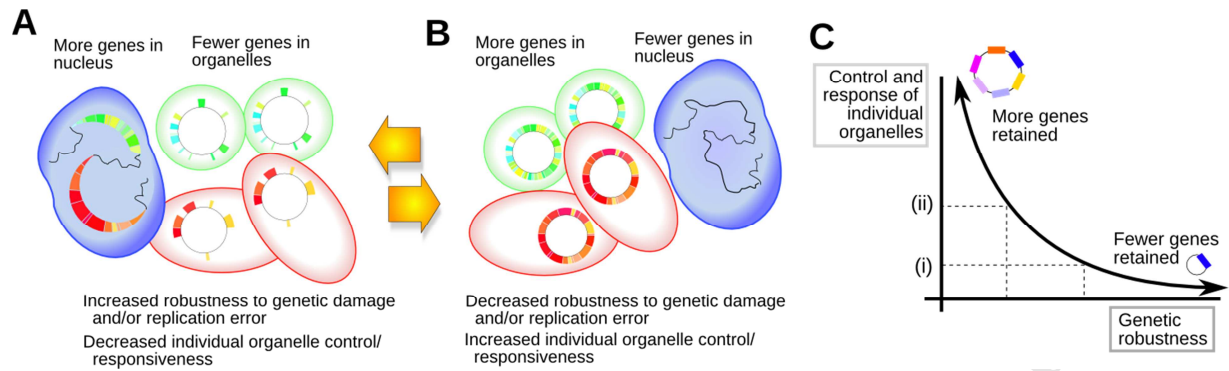 A
More genes in
nucleus
Fewer genes in
organelles
Increased robustness to genetic damage
and/or replication error
Decreased individual organelle control/
responsiveness
B
More genes in
organelles
Fewer genes in
nucleus
Decreased robustness to genetic damage
and/or replication error
Increased individual organelle control/
responsiveness
C
Control and
response of
individual
organelles
More genes
retained
(ii)
(i)
Fewer genes
retained
Genetic
robustness